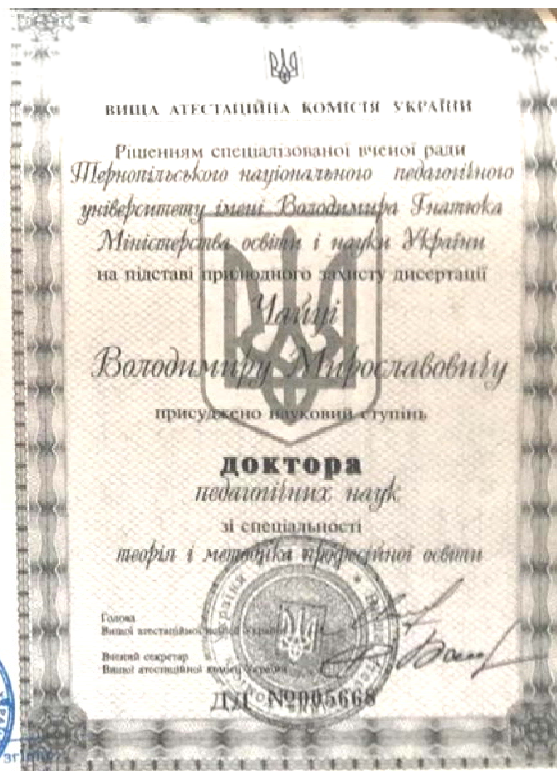 ВИЩА АТЕСТАЦІЙНА КОМІСІЯ УКРАЇНИ
Рішенням спеціалізованої вченої ради
Тернопільського національного педагогічного
університету імені Володимира Гнатюка
Міністерства освіти і науки України
на підставі прилюдного захисту дисертації
Чайці
Володимиру Мирославовичу
присуджено науковий ступінь
доктора
педагогічних наук
зі спеціальності
теорія і методика професійної освіти
Голова
Вищої атестаційної комісії України
Вчений секретар
Вищої атестаційної комісії України
ДД №005668